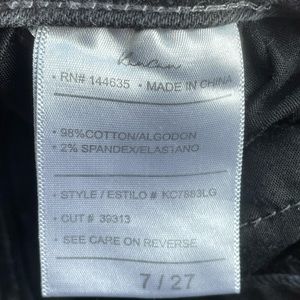 KanCan
• RN# 144635 • MADE IN CHINA
• 98%COTTON/ALGODON
• 2% SPANDEX/ELASTANO
• STYLE / ESTILO # KC7883LG
• CUT # 39313
• SEE CARE ON REVERSE
7 / 27